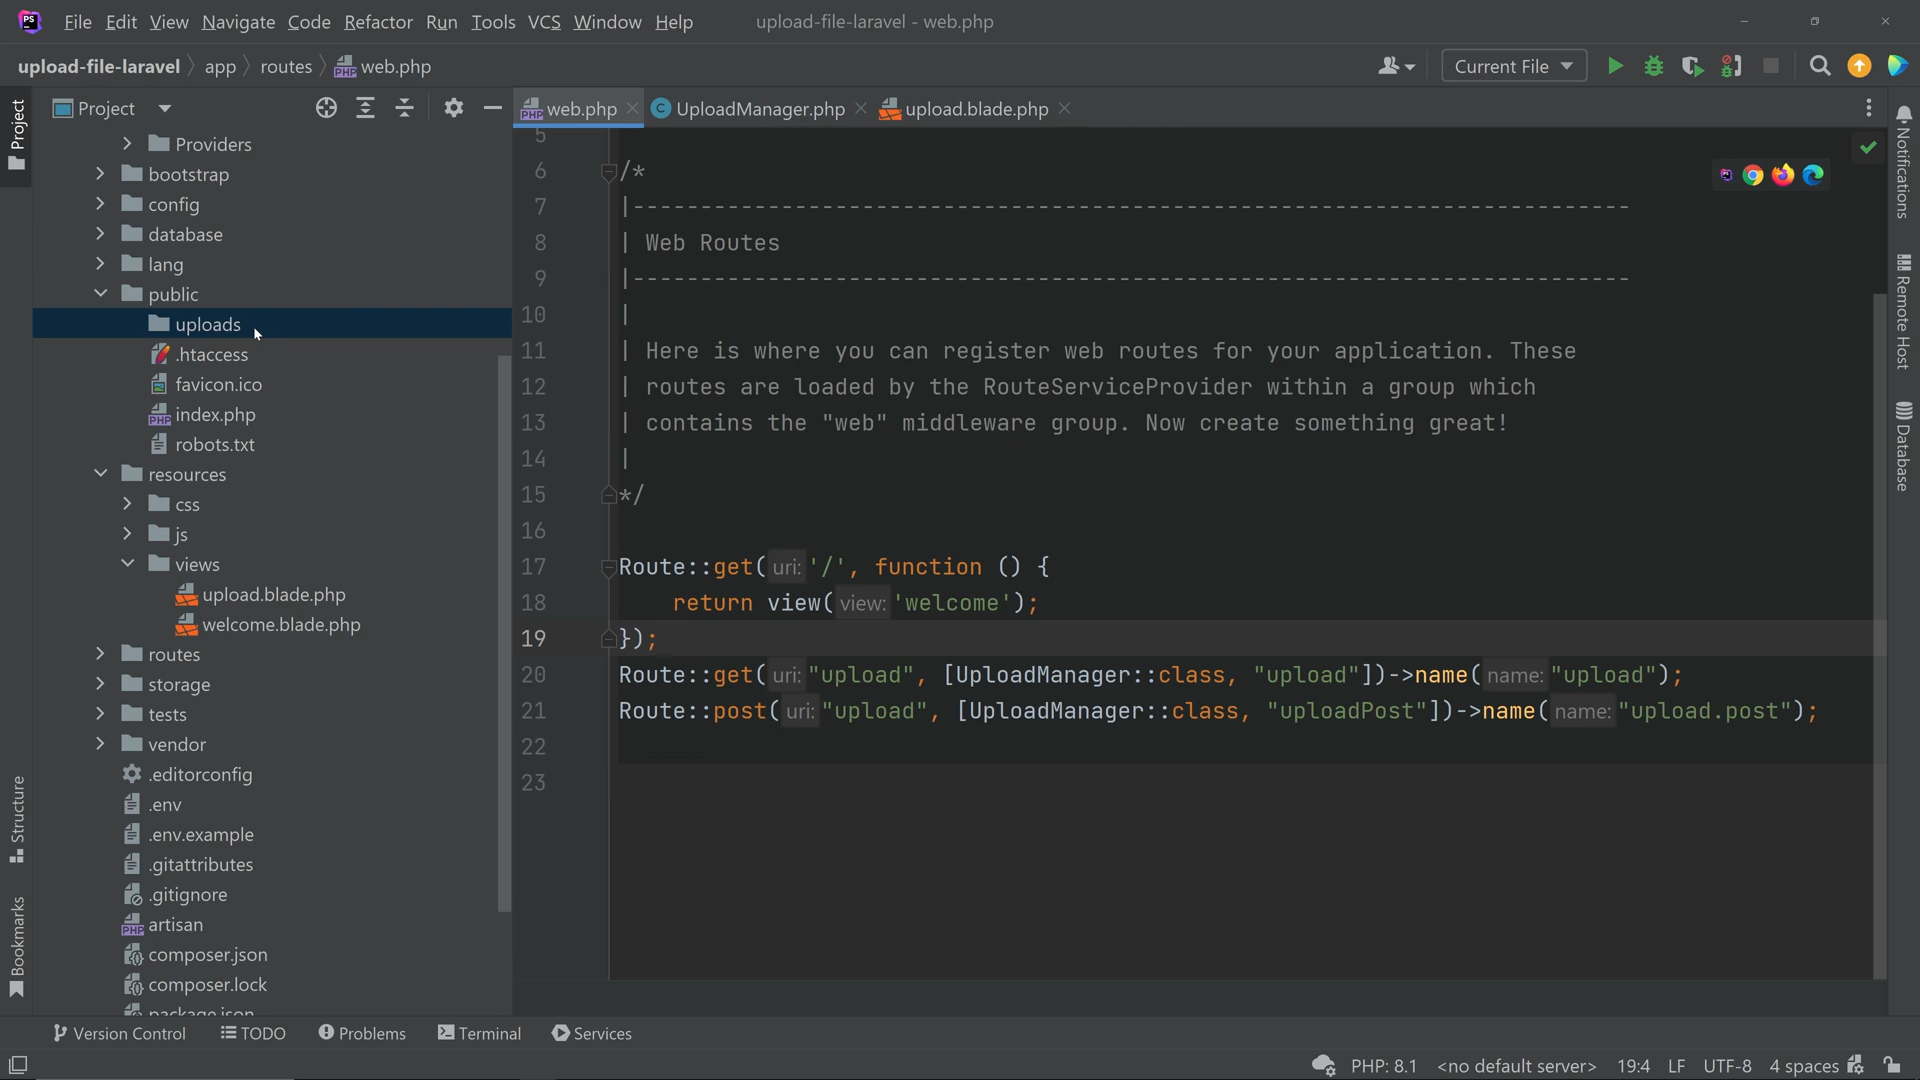 PS File Edit View Navigate Code Refactor Run Tools VCS Window Help upload-file-laravel - web.php
upload-file-laravel app routes web.php Current File
Project
Project web.php UploadManager.php upload.blade.php
Providers
bootstrap
config
database
lang
public
uploads
.htaccess
favicon.ico
index.php
robots.txt
resources
css
js
views
upload.blade.php
welcome.blade.php
routes
storage
tests
vendor
.editorconfig
.env
.env.example
.gitattributes
.gitignore
artisan
composer.json
composer.lock
package.json
5
6 /*
7 |--------------------------------------------------------------------------
8 | Web Routes
9 |--------------------------------------------------------------------------
10 |
11 | Here is where you can register web routes for your application. These
12 | routes are loaded by the RouteServiceProvider within a group which
13 | contains the "web" middleware group. Now create something great!
14 |
15 */
16
17 Route::get( uri: '/', function () {
18 return view( view: 'welcome');
19 });
20 Route::get( uri: "upload", [UploadManager::class, "upload"])->name( name: "upload");
21 Route::post( uri: "upload", [UploadManager::class, "uploadPost"])->name( name: "upload.post");
22
23
Notifications
Remote Host
Database
Structure
Bookmarks
Version Control TODO Problems Terminal Services
PHP: 8.1 <no default server> 19:4 LF UTF-8 4 spaces